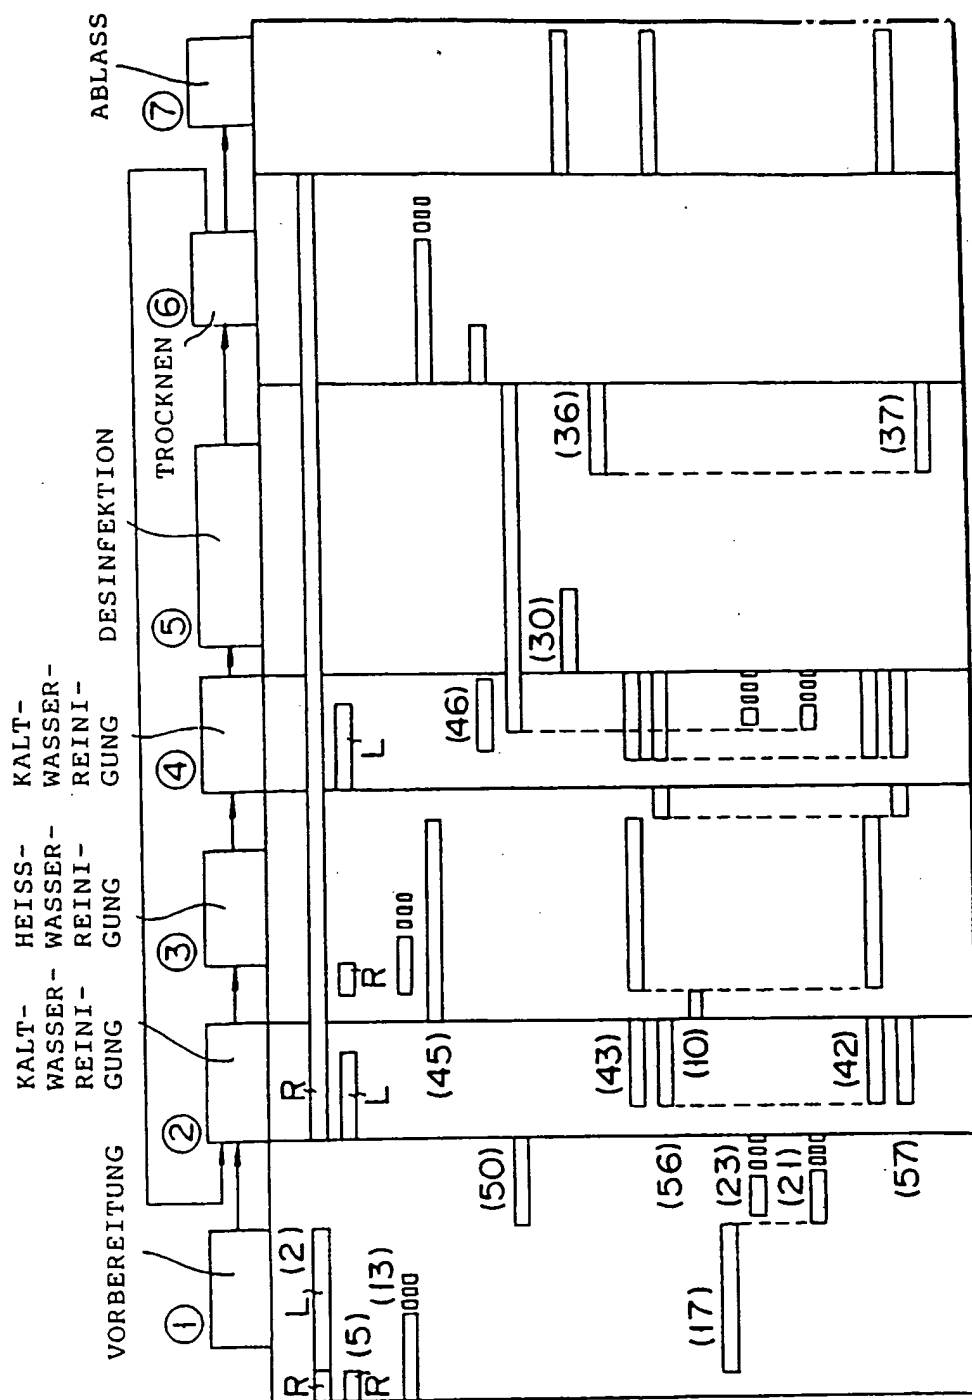 ① VORBEREITUNG
② KALT-
WASSER-
REINI-
GUNG
③ HEISS-
WASSER-
REINI-
GUNG
④ KALT-
WASSER-
REINI-
GUNG
⑤ DESINFEKTION
⑥ TROCKNEN
⑦ ABLASS
R L (2)
R (5)
(13)
(50)
(17)
(56)
(23)
(21)
(57)
R
L
(45)
(43)
(10)
(42)
R
L
(46)
(30)
(36)
(37)